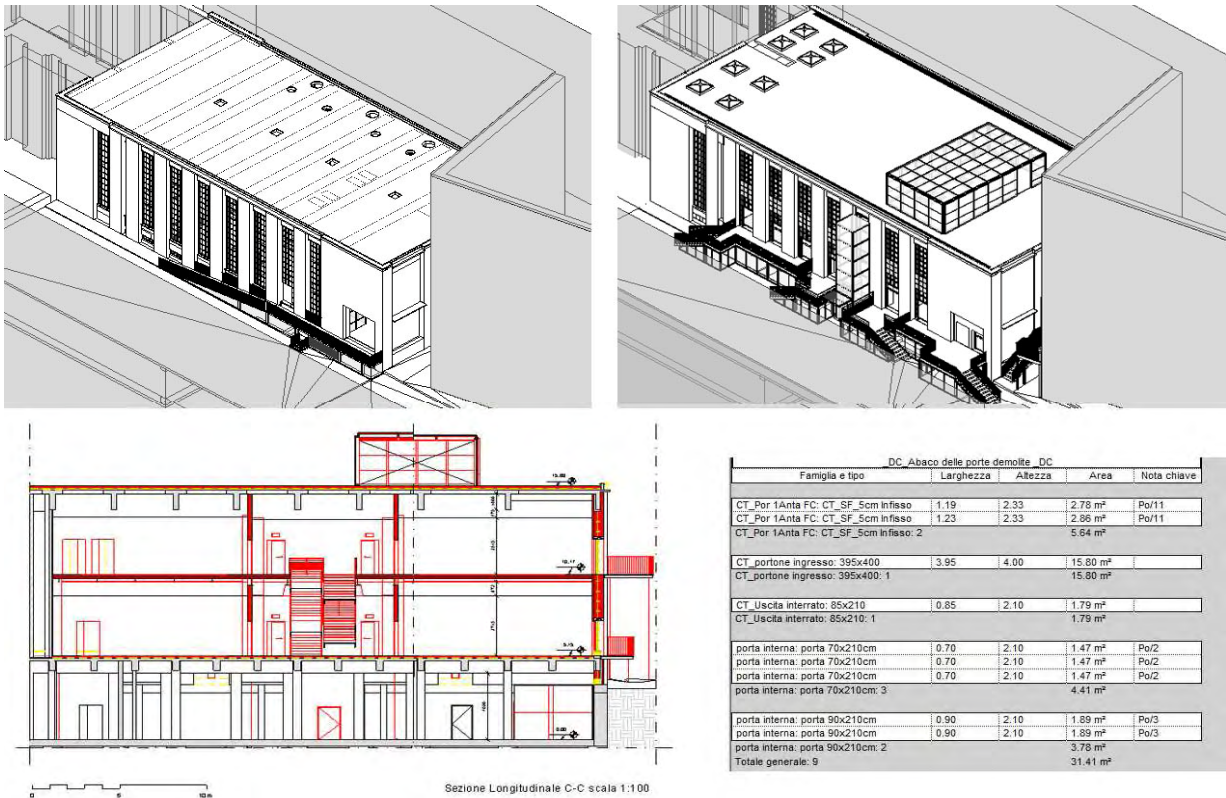 _DC_Abaco delle porte demolite _DC
Famiglia e tipo Larghezza Altezza Area Nota chiave
CT_Por 1Anta FC: CT_SF_5cm Infisso 1.19 2.33 2.78 m² Po/11
CT_Por 1Anta FC: CT_SF_5cm Infisso 1.23 2.33 2.86 m² Po/11
CT_Por 1Anta FC: CT_SF_5cm Infisso: 2 5.64 m²
CT_portone ingresso: 395x400 3.95 4.00 15.80 m²
CT_portone ingresso: 395x400: 1 15.80 m²
CT_Uscita interrato: 85x210 0.85 2.10 1.79 m²
CT_Uscita interrato: 85x210: 1 1.79 m²
porta interna: porta 70x210cm 0.70 2.10 1.47 m² Po/2
porta interna: porta 70x210cm 0.70 2.10 1.47 m² Po/2
porta interna: porta 70x210cm 0.70 2.10 1.47 m² Po/2
porta interna: porta 70x210cm: 3 4.41 m²
porta interna: porta 90x210cm 0.90 2.10 1.89 m² Po/3
porta interna: porta 90x210cm 0.90 2.10 1.89 m² Po/3
porta interna: porta 90x210cm: 2 3.78 m²
Totale generale: 9 31.41 m²
0 5 10m
Sezione Longitudinale C-C scala 1:100